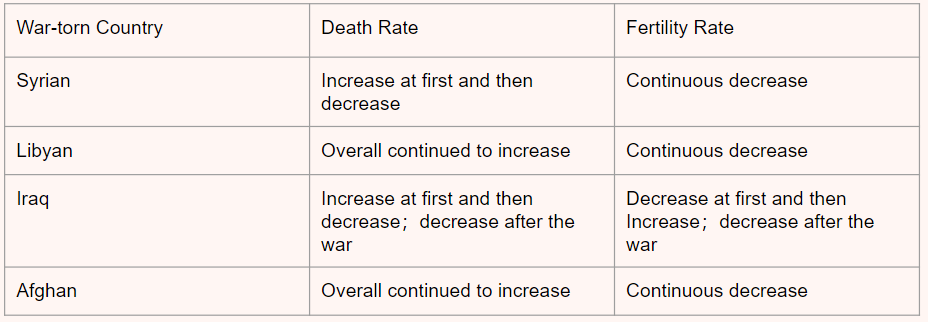 War-torn Country
Death Rate
Fertility Rate
Syrian
Increase at first and then
decrease
Continuous decrease
Libyan
Overall continued to increase
Continuous decrease
Iraq
Increase at first and then
decrease；decrease after the
war
Decrease at first and then
Increase；decrease after the
war
Afghan
Overall continued to increase
Continuous decrease